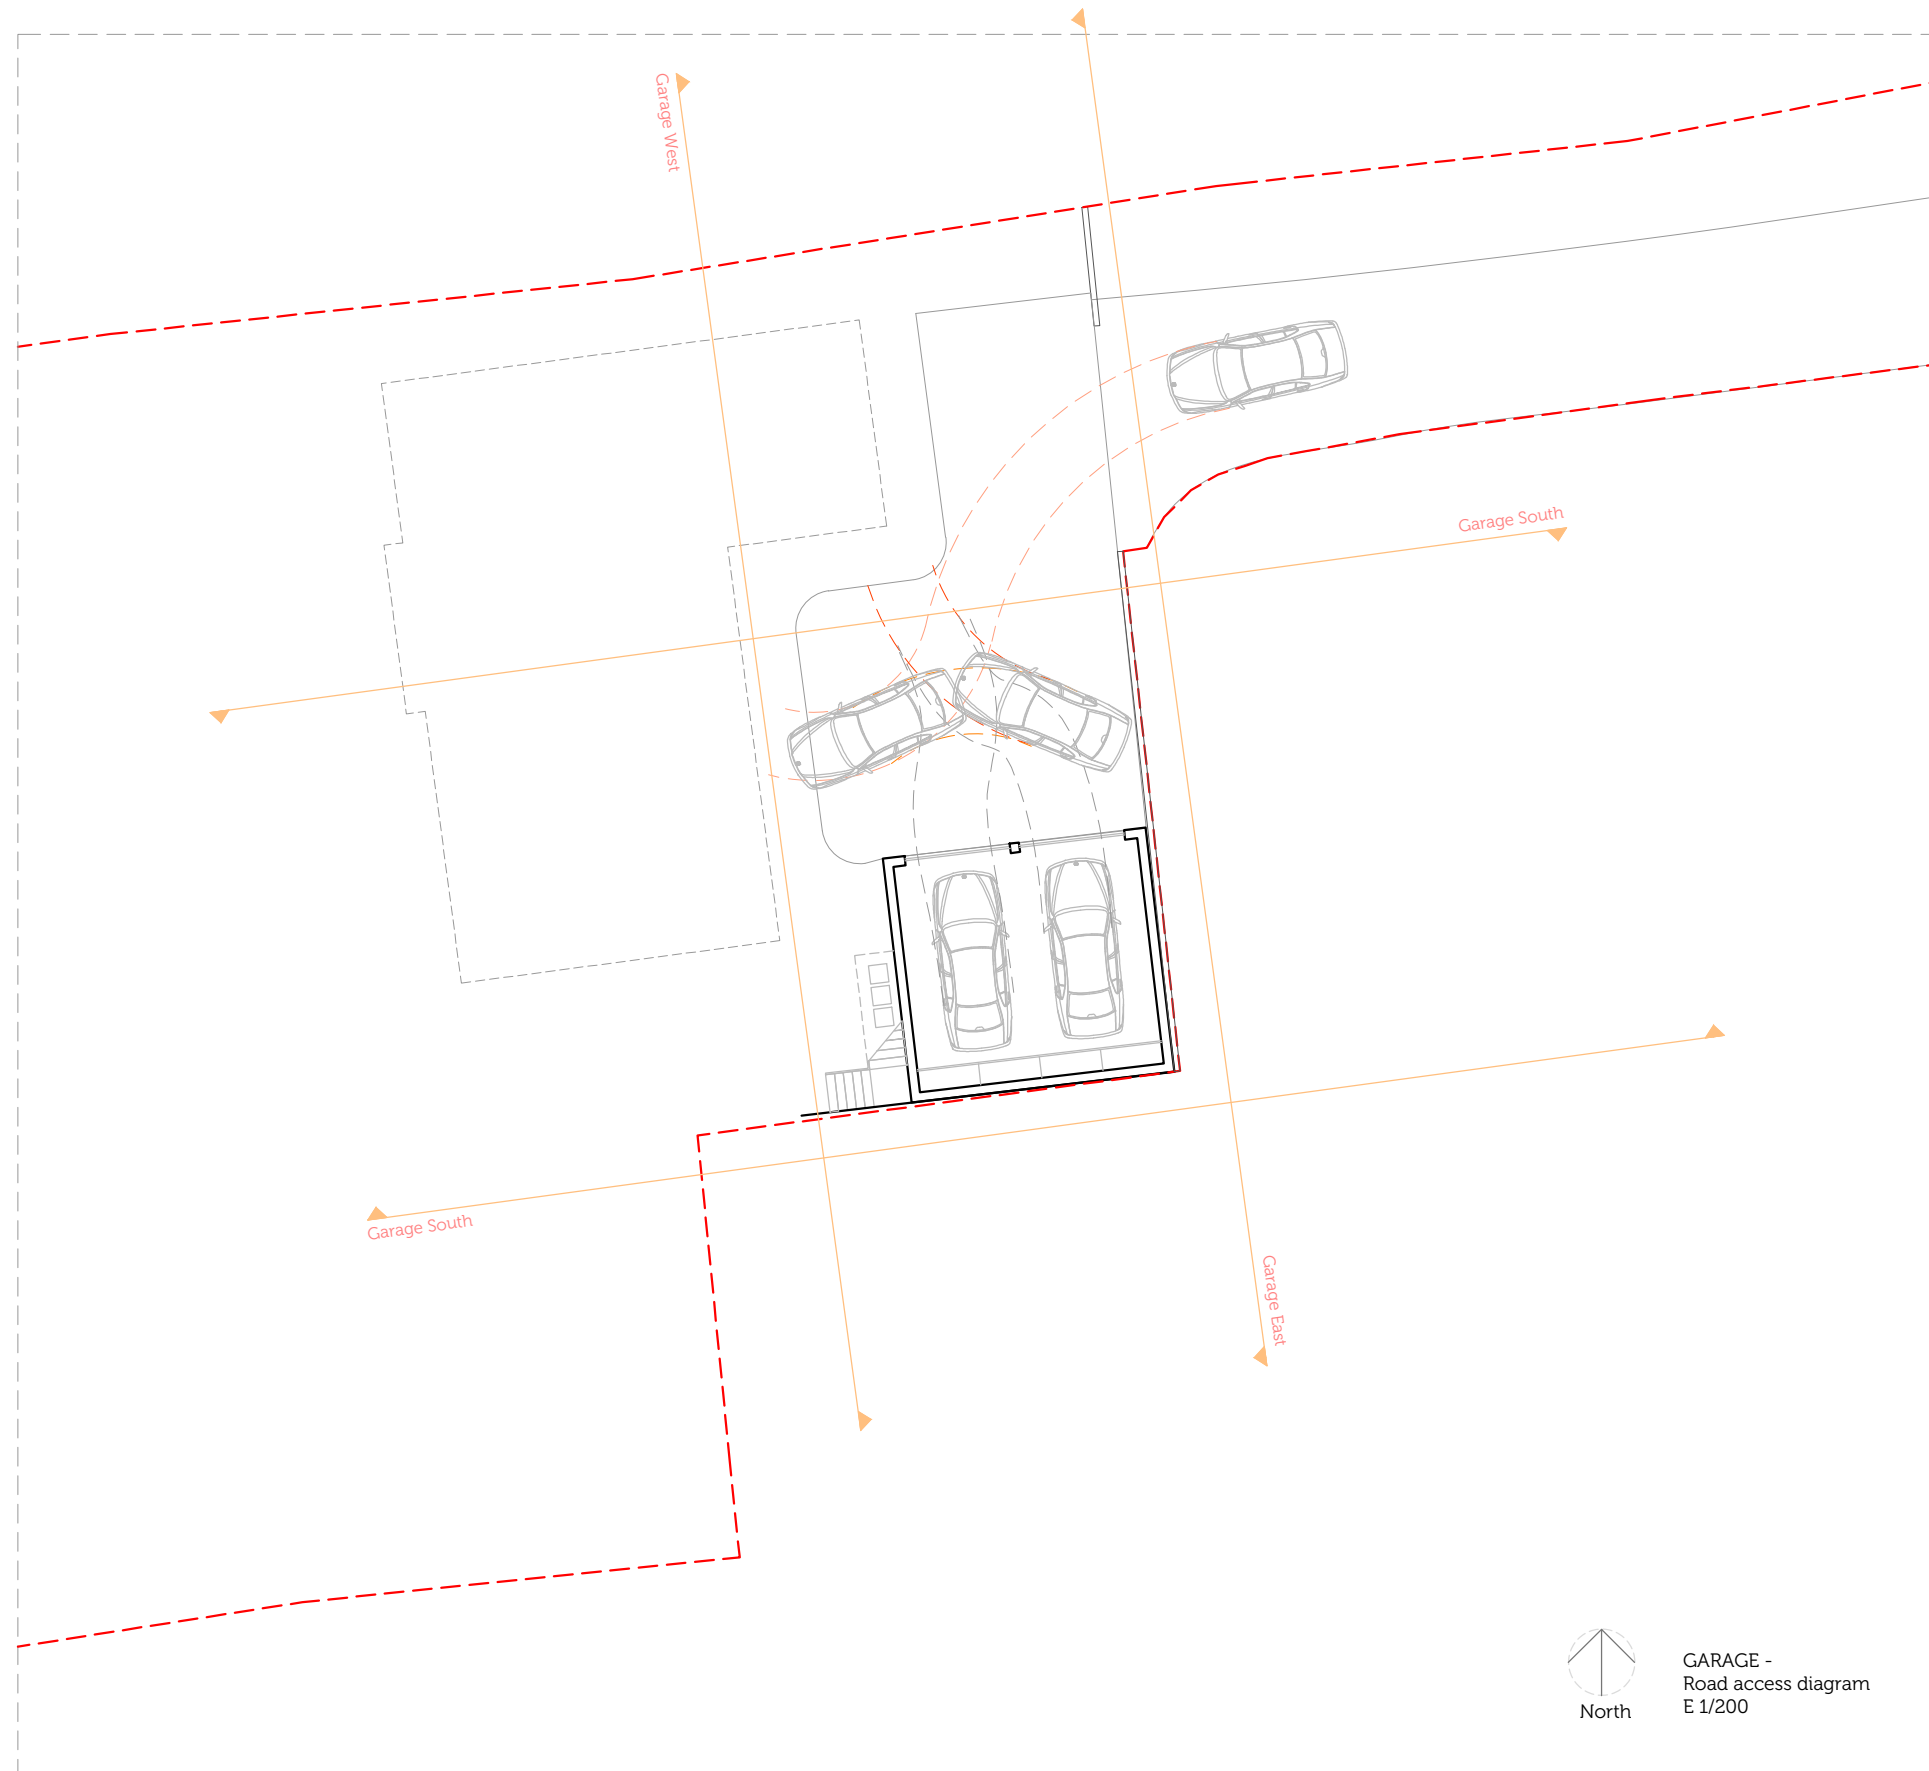 Garage West
Garage South
Garage South
Garage East
North
GARAGE -
Road access diagram
E 1/200